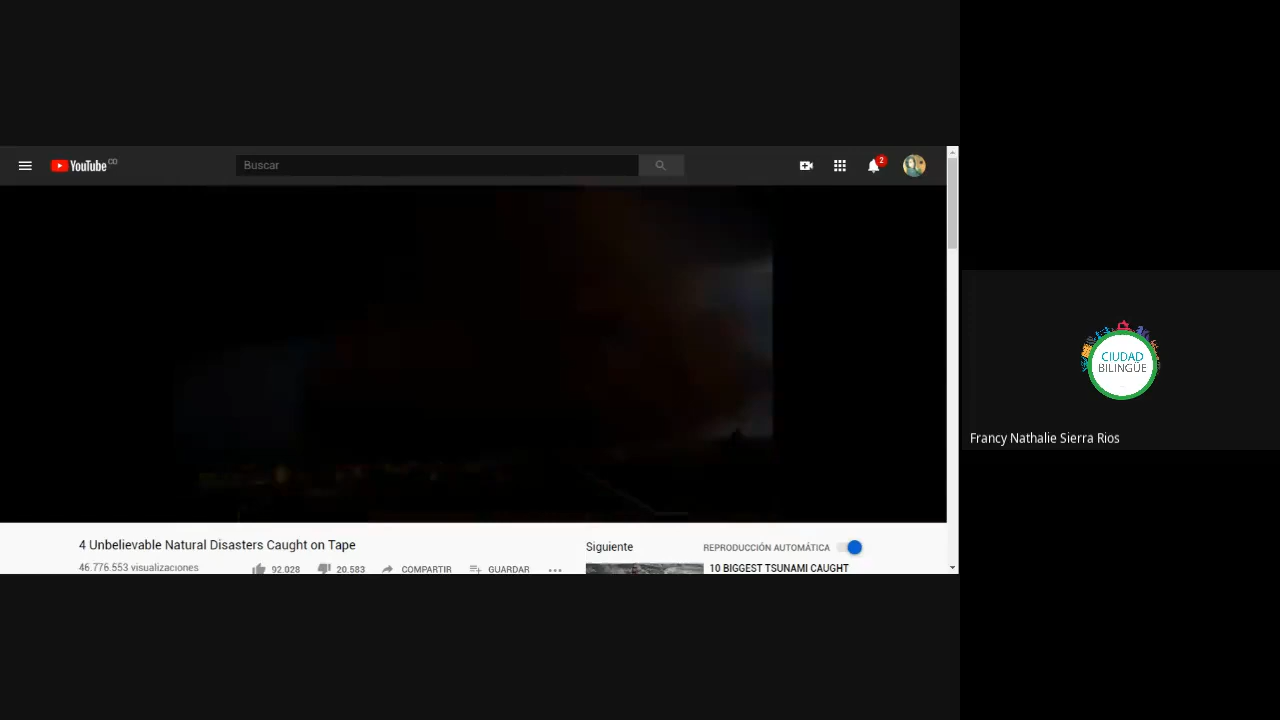 YouTube CO
Buscar
2
4 Unbelievable Natural Disasters Caught on Tape
46.776.553 visualizaciones
92.028
20.583
COMPARTIR
GUARDAR
Siguiente
REPRODUCCIÓN AUTOMÁTICA
10 BIGGEST TSUNAMI CAUGHT
CIUDAD
BILINGÜE
Francy Nathalie Sierra Rios